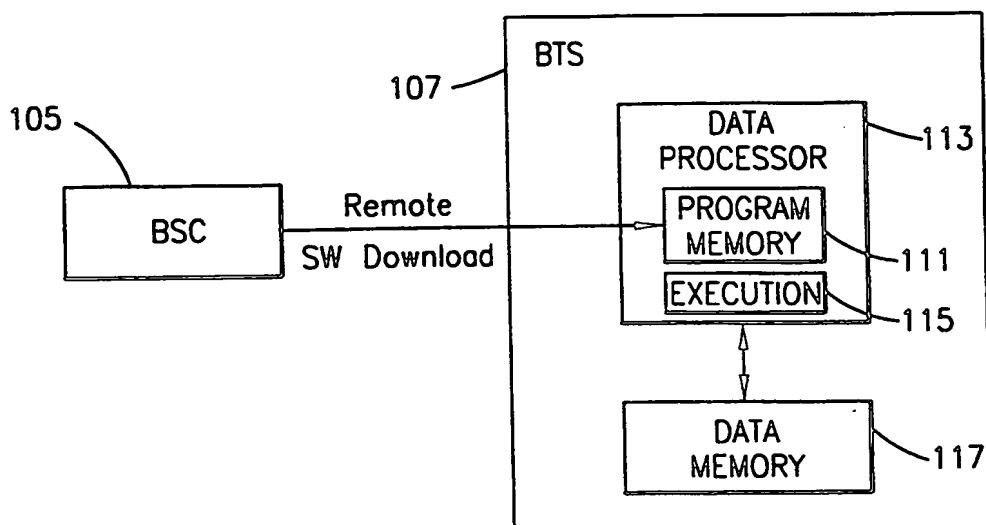 BTS
107
105
DATA
PROCESSOR
113
BSC
Remote
SW Download
PROGRAM
MEMORY
111
EXECUTION
115
DATA
MEMORY
117